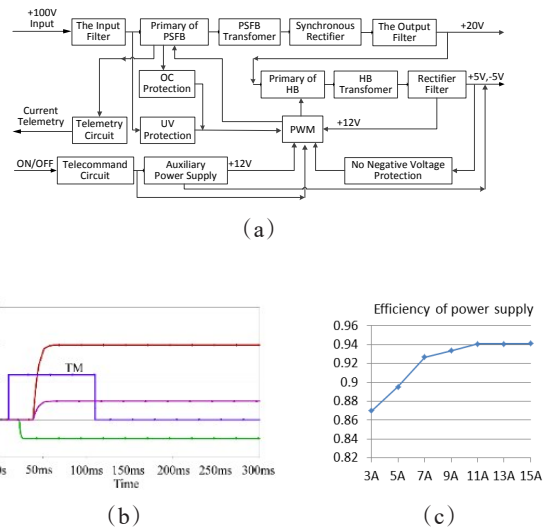 +100V
Input
The Input
Filter
Primary of
PSFB
PSFB
Transfomer
Synchronous
Rectifier
The Output
Filter
+20V
OC
Protection
Primary of
HB
HB
Transfomer
Rectifier
Filter
+5V,-5V
Current
Telemetry
Telemetry
Circuit
UV
Protection
PWM
+12V
ON/OFF
Telecommand
Circuit
Auxiliary
Power Supply
+12V
No Negative Voltage
Protection
(a)
TM
50ms 100ms 150ms 200ms 250ms 300ms
Time
(b)
Efficiency of power supply
0.96
0.94
0.92
0.9
0.88
0.86
0.84
0.82
3A 5A 7A 9A 11A 13A 15A
(c)